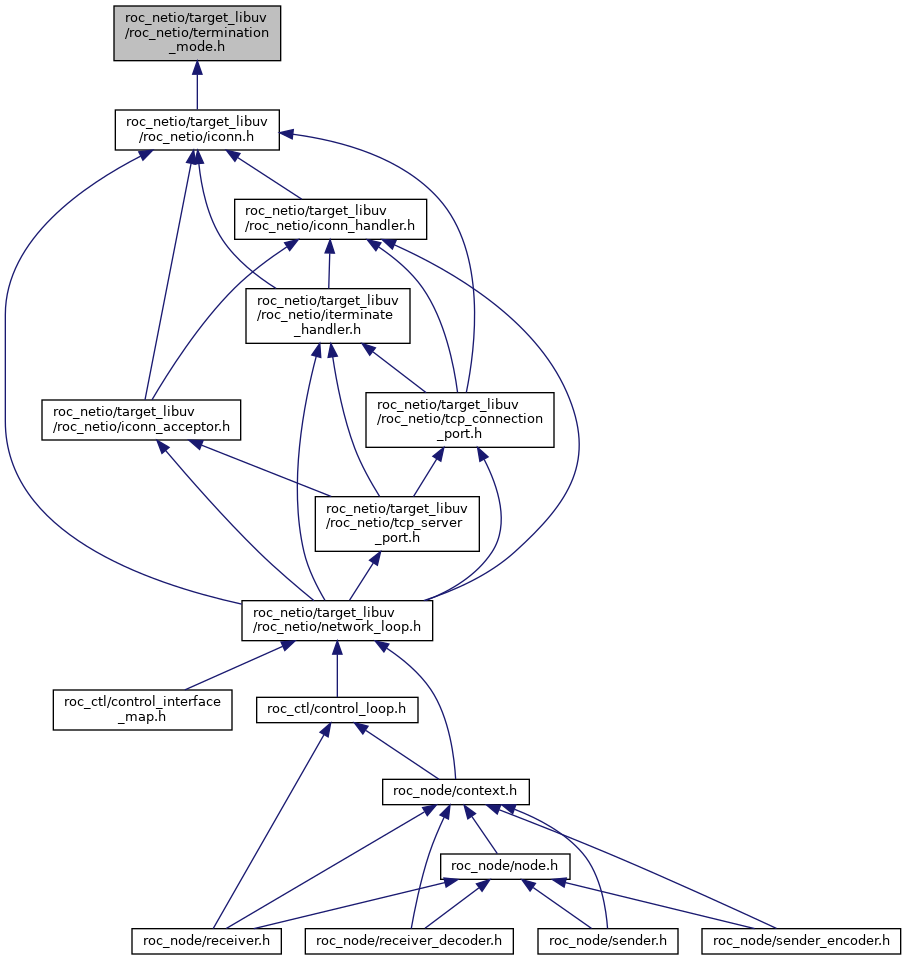 roc_netio/target_libuv
/roc_netio/termination
_mode.h
roc_netio/target_libuv
/roc_netio/iconn.h
roc_netio/target_libuv
/roc_netio/iconn_handler.h
roc_netio/target_libuv
/roc_netio/iterminate
_handler.h
roc_netio/target_libuv
/roc_netio/iconn_acceptor.h
roc_netio/target_libuv
/roc_netio/tcp_connection
_port.h
roc_netio/target_libuv
/roc_netio/tcp_server
_port.h
roc_netio/target_libuv
/roc_netio/network_loop.h
roc_ctl/control_interface
_map.h
roc_ctl/control_loop.h
roc_node/context.h
roc_node/node.h
roc_node/receiver.h
roc_node/receiver_decoder.h
roc_node/sender.h
roc_node/sender_encoder.h